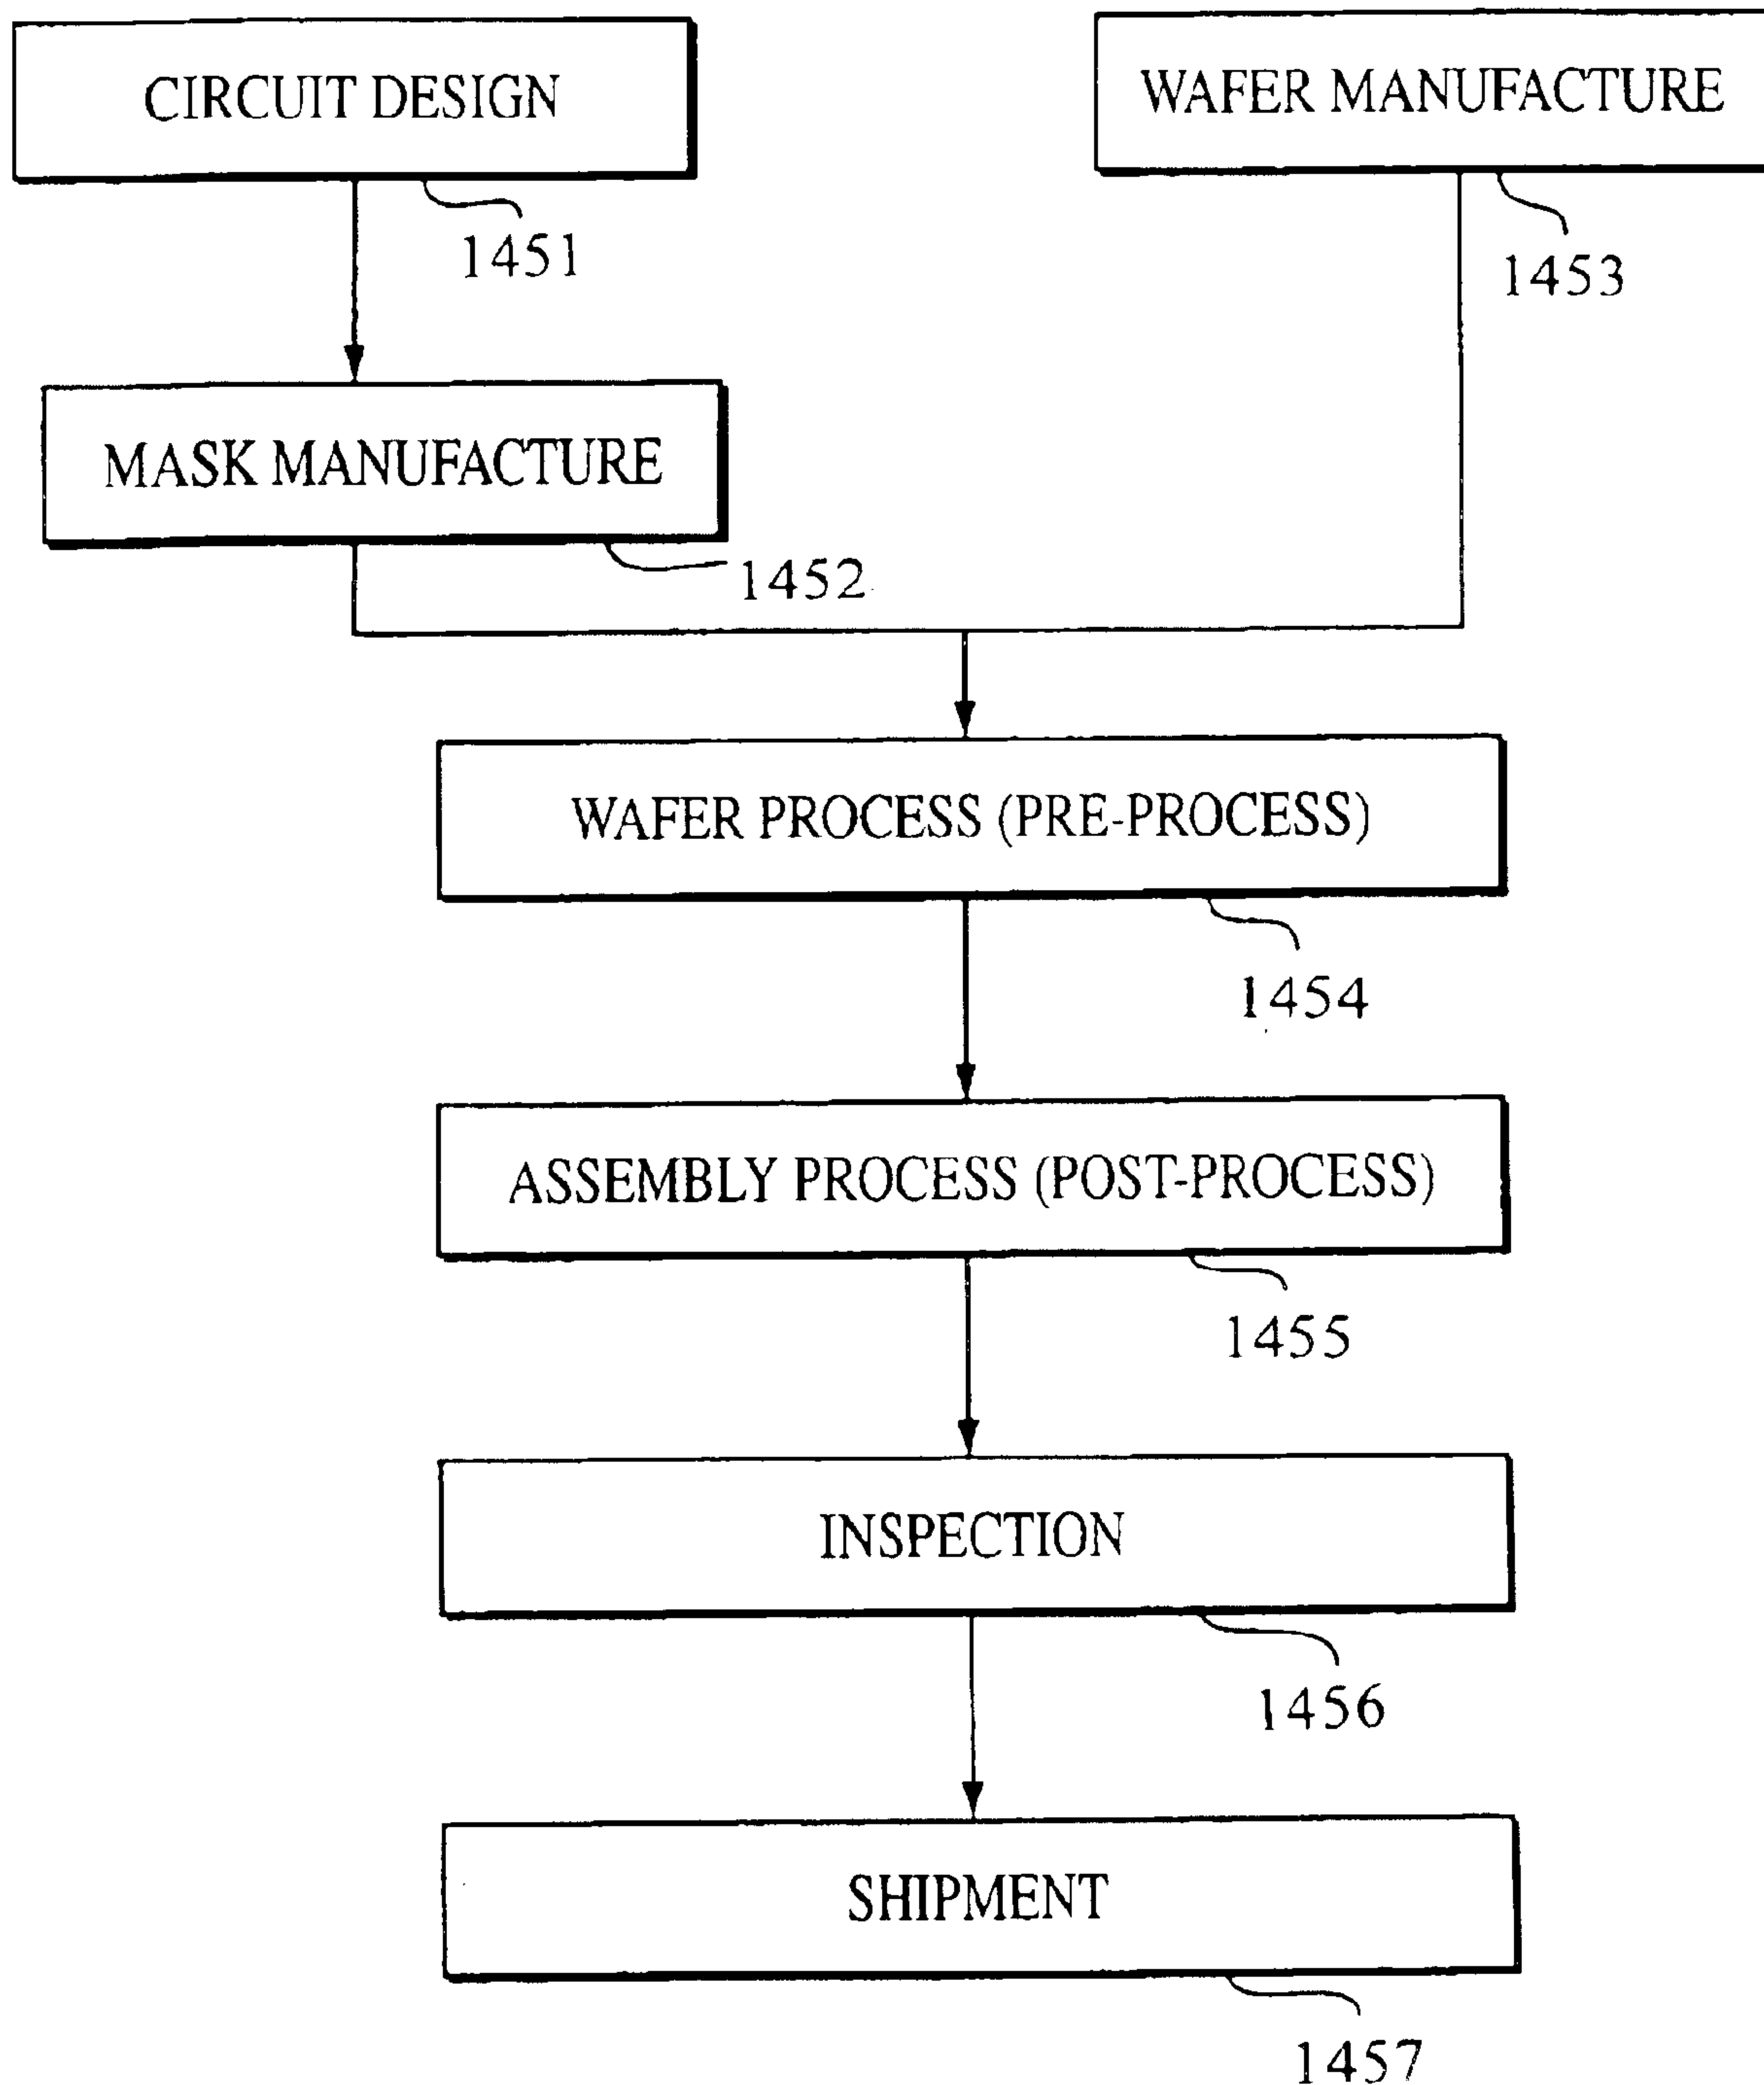 CIRCUIT DESIGN
1451
WAFER MANUFACTURE
1453
MASK MANUFACTURE
1452
WAFER PROCESS (PRE-PROCESS)
1454
ASSEMBLY PROCESS (POST-PROCESS)
1455
INSPECTION
1456
SHIPMENT
1457